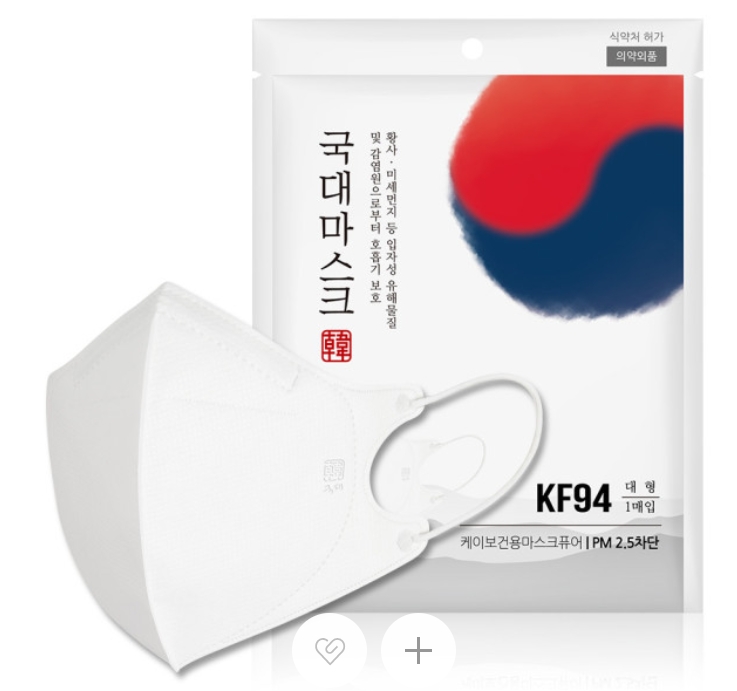 식약처 허가
의약외품
국대마스크
韓
황사·미세먼지 등 입자성 유해물질
및 감염원으로부터 호흡기 보호
KF94
대형
1매입
케이보건용마스크퓨어 | PM 2.5차단